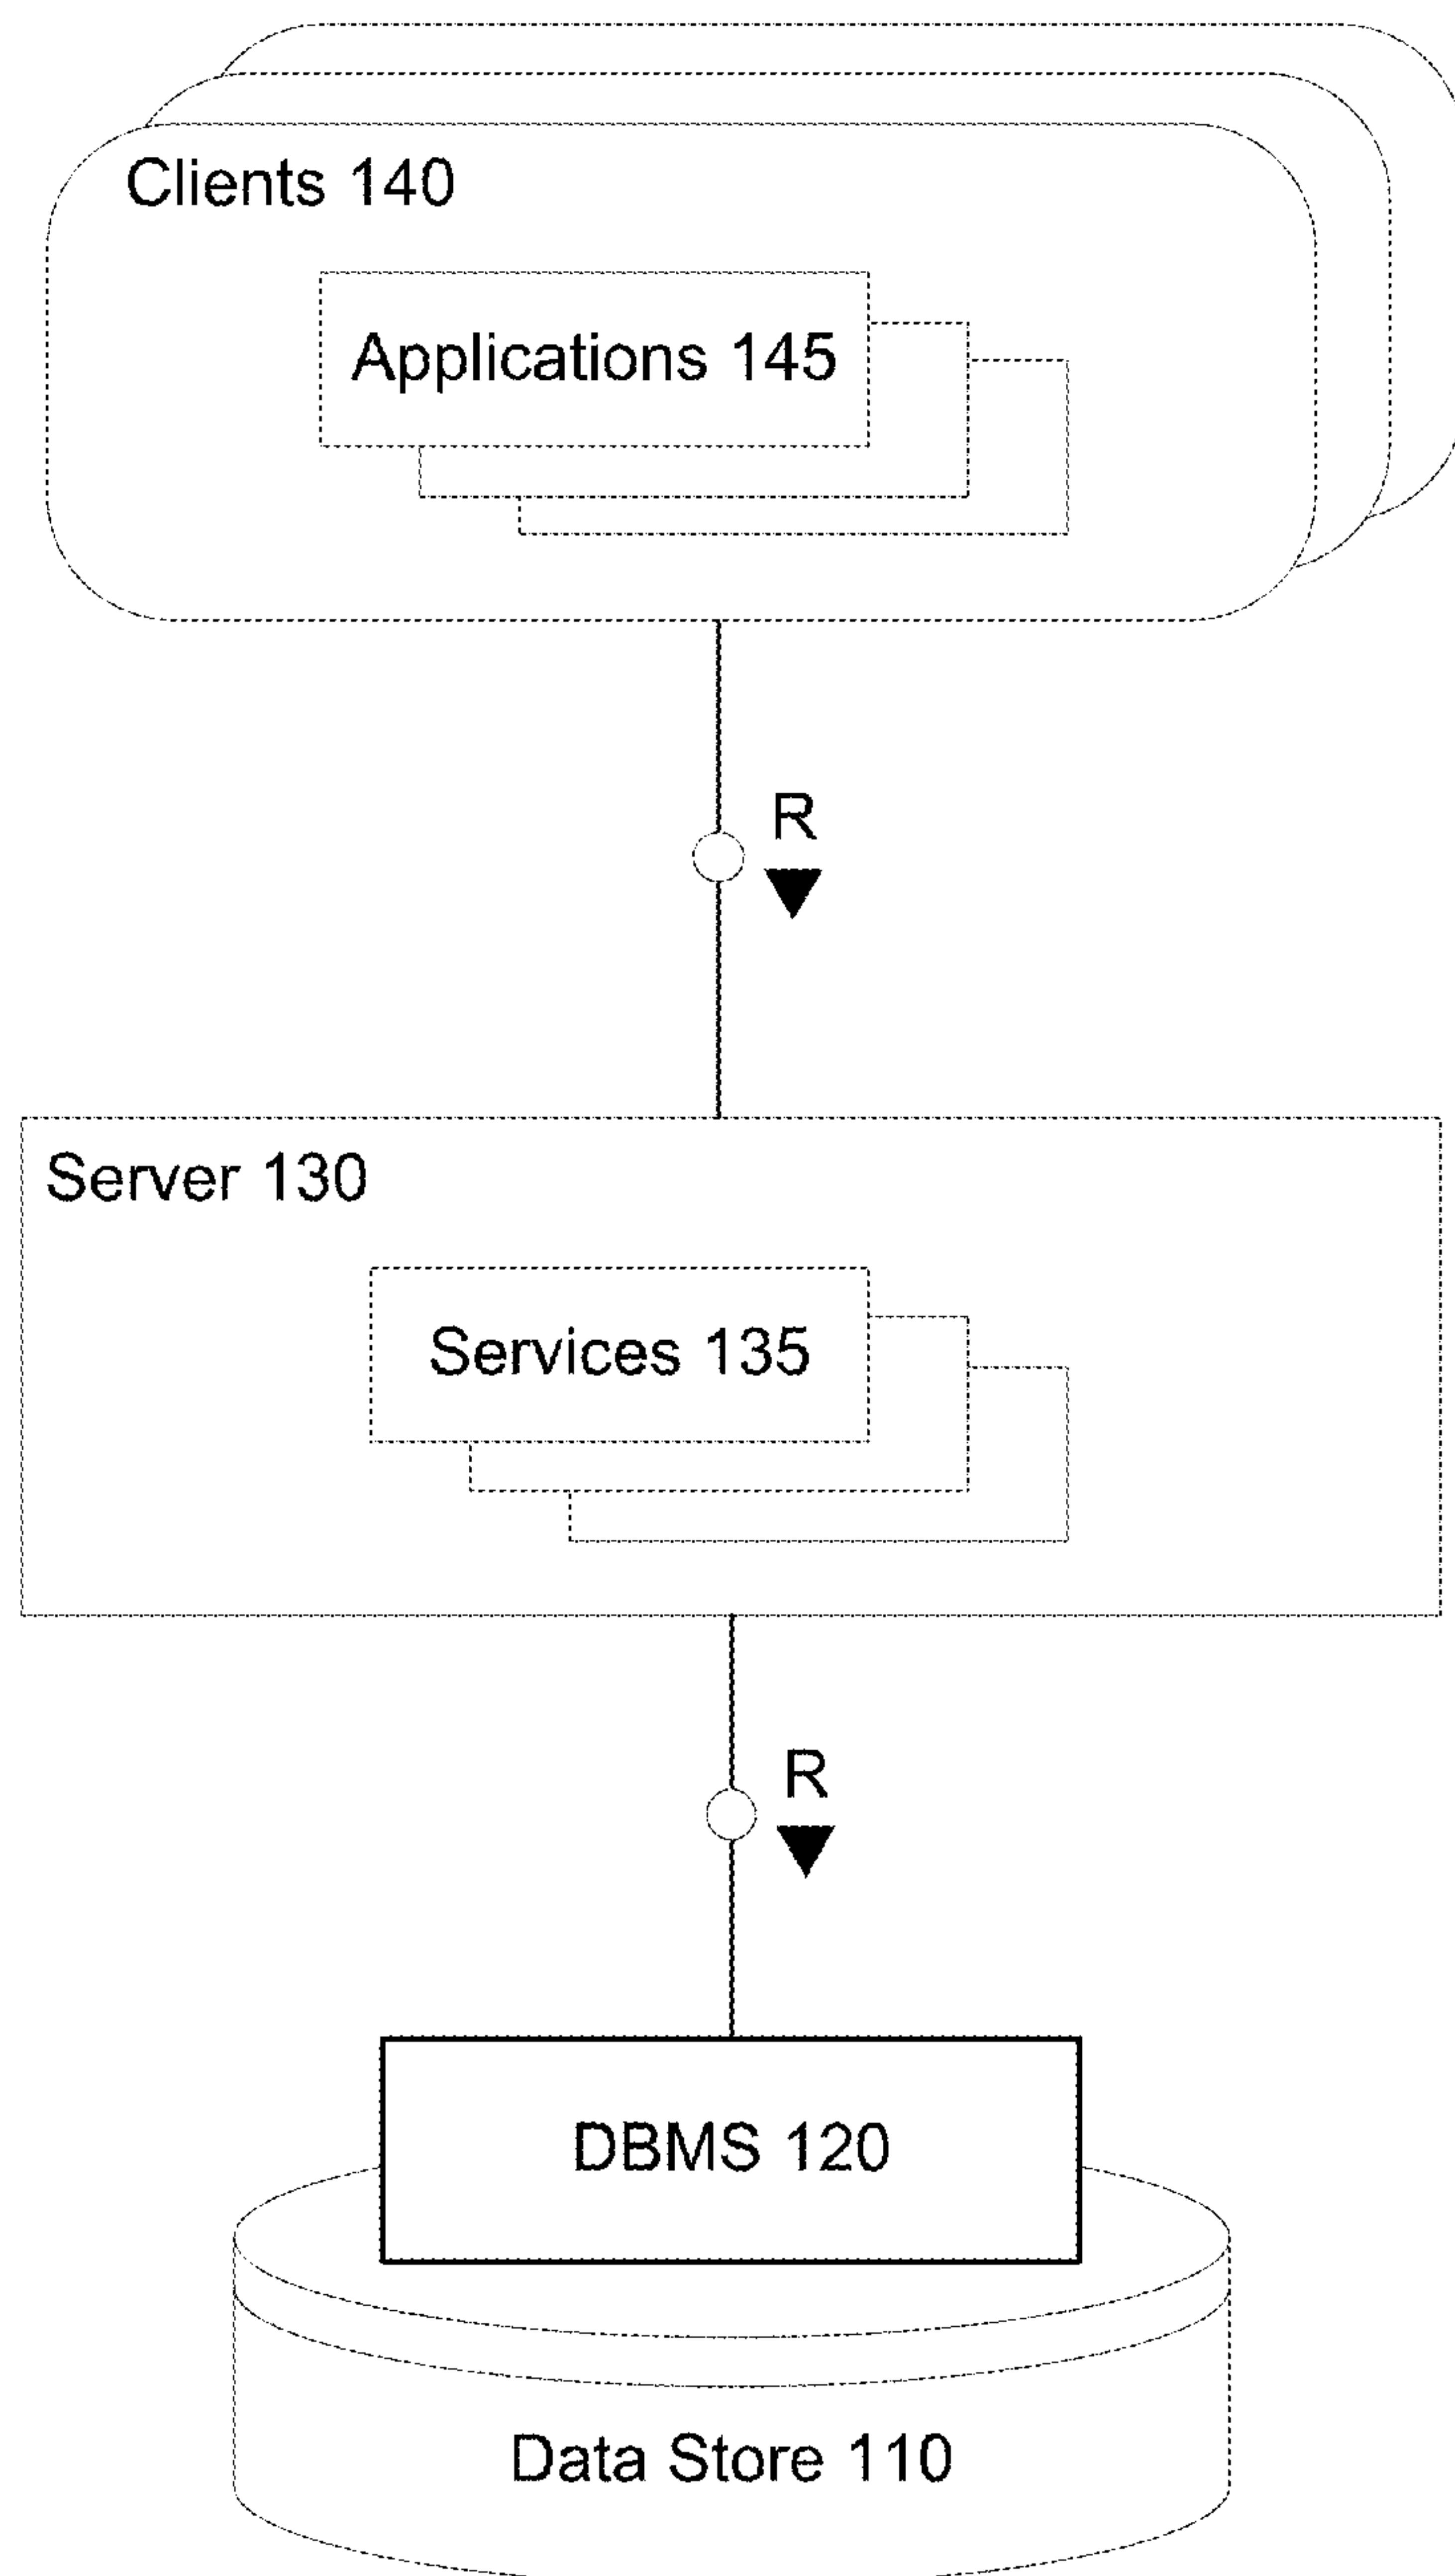 Clients 140
Applications 145
R
Server 130
Services 135
R
DBMS 120
Data Store 110